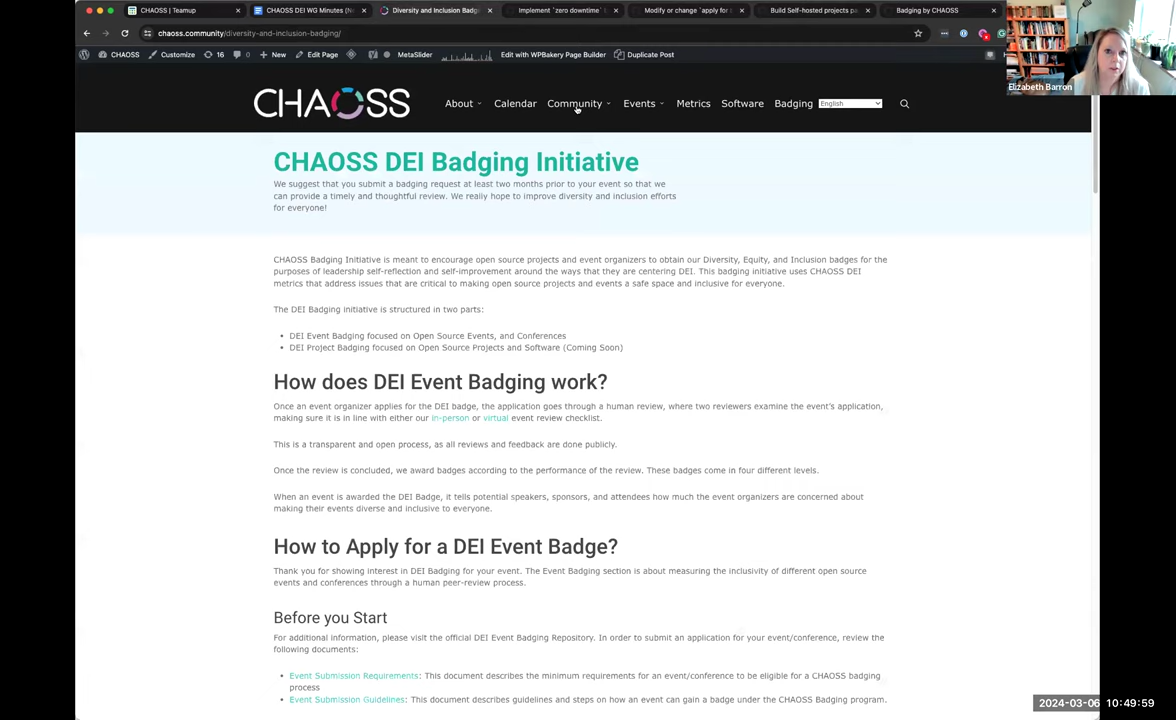 CHAOSS | Teamup
CHAOSS DEI WG Minutes (N
Diversity and Inclusion Badg
Implement `zero downtime`
Modify or change `apply for
Build Self-hosted projects pa
Badging by CHAOSS
chaoss.community/diversity-and-inclusion-badging/
CHAOSS Customize 16 0 New Edit Page MetaSlider Edit with WPBakery Page Builder Duplicate Post
Elizabeth Barron
CHAOSS
About Calendar Community Events Metrics Software Badging English
CHAOSS DEI Badging Initiative
We suggest that you submit a badging request at least two months prior to your event so that we
can provide a timely and thoughtful review. We really hope to improve diversity and inclusion efforts
for everyone!
CHAOSS Badging Initiative is meant to encourage open source projects and event organizers to obtain our Diversity, Equity, and Inclusion badges for the
purposes of leadership self-reflection and self-improvement around the ways that they are centering DEI. This badging initiative uses CHAOSS DEI
metrics that address issues that are critical to making open source projects and events a safe space and inclusive for everyone.
The DEI Badging initiative is structured in two parts:
• DEI Event Badging focused on Open Source Events, and Conferences
• DEI Project Badging focused on Open Source Projects and Software (Coming Soon)
How does DEI Event Badging work?
Once an event organizer applies for the DEI badge, the application goes through a human review, where two reviewers examine the event's application,
making sure it is in line with either our in-person or virtual event review checklist.
This is a transparent and open process, as all reviews and feedback are done publicly.
Once the review is concluded, we award badges according to the performance of the review. These badges come in four different levels.
When an event is awarded the DEI Badge, it tells potential speakers, sponsors, and attendees how much the event organizers are concerned about
making their events diverse and inclusive to everyone.
How to Apply for a DEI Event Badge?
Thank you for showing interest in DEI Badging for your event. The Event Badging section is about measuring the inclusivity of different open source
events and conferences through a human peer-review process.
Before you Start
For additional information, please visit the official DEI Event Badging Repository. In order to submit an application for your event/conference, review the
following documents:
• Event Submission Requirements: This document describes the minimum requirements for an event/conference to be eligible for a CHAOSS badging
process
• Event Submission Guidelines: This document describes guidelines and steps on how an event can gain a badge under the CHAOSS Badging program.
2024-03-06 10:49:59